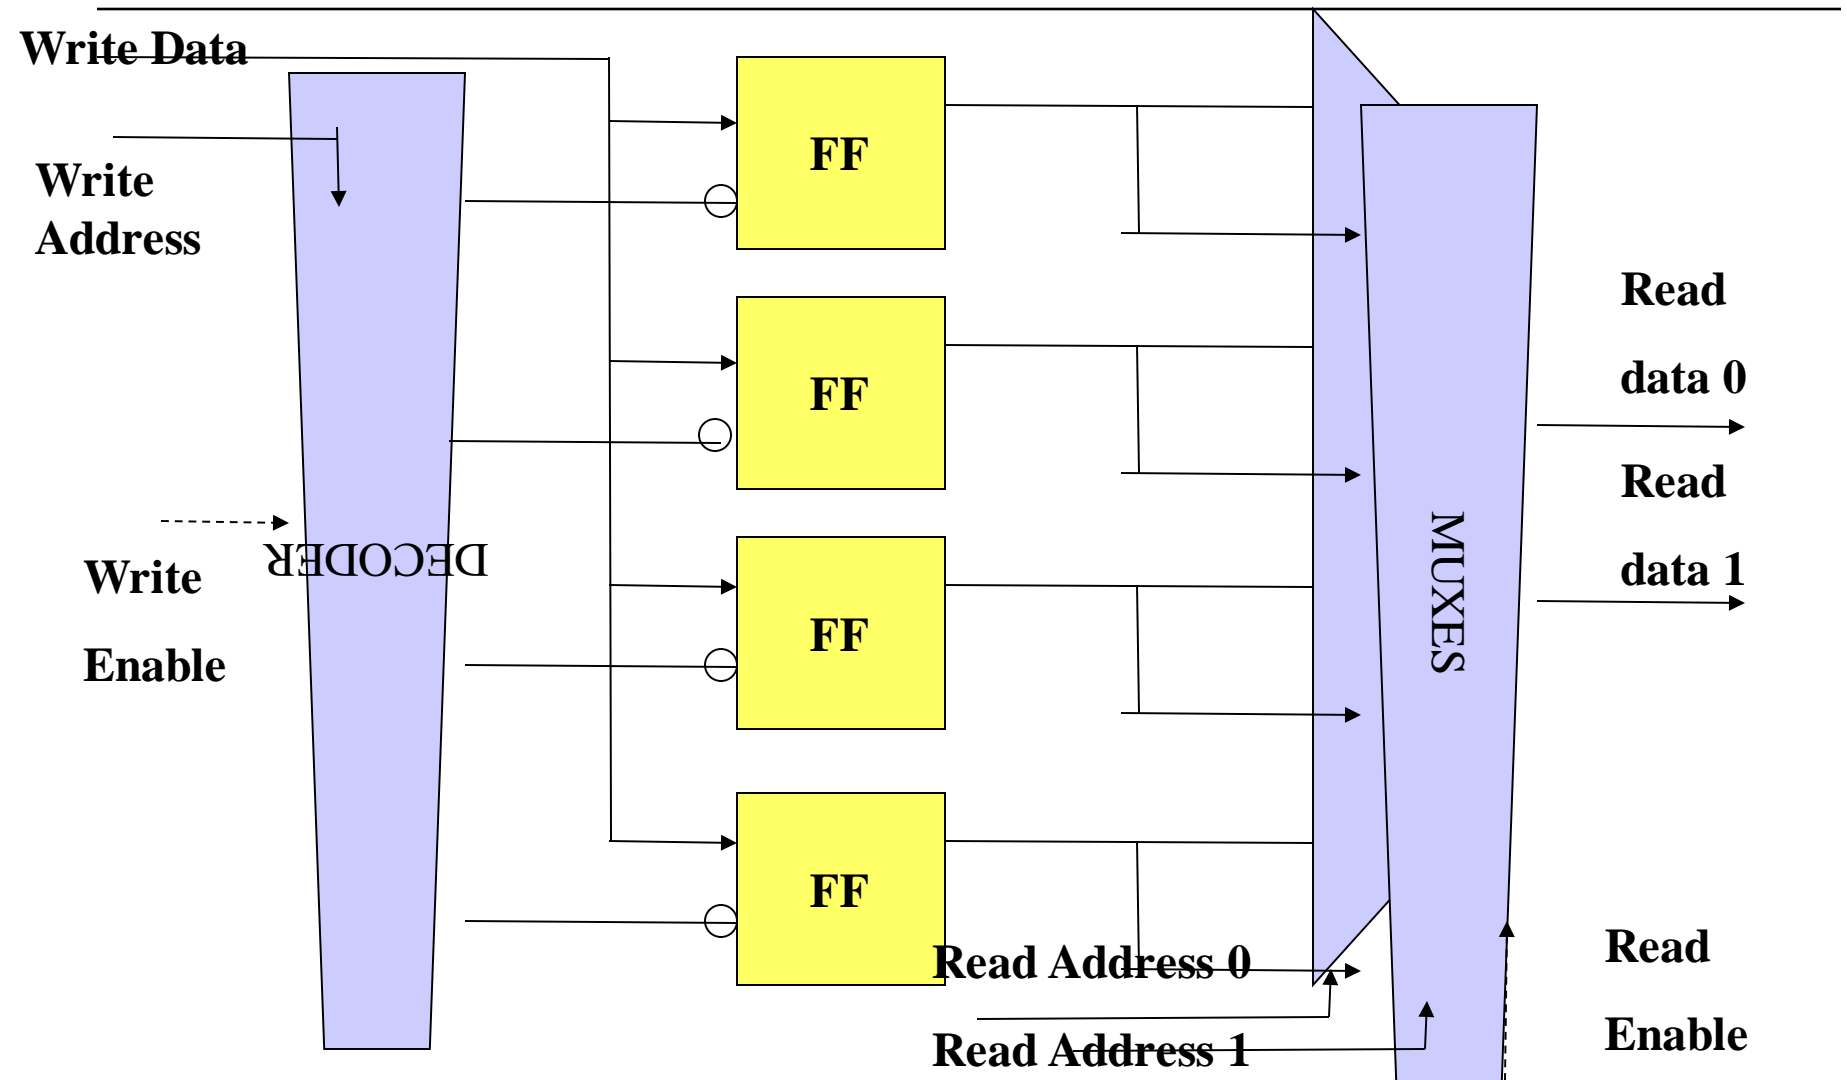 Write Data
Write
Address
Write
Enable
DECODER
FF
FF
FF
FF
MUXES
Read
data 0
Read
data 1
Read Address 0
Read Address 1
Read
Enable